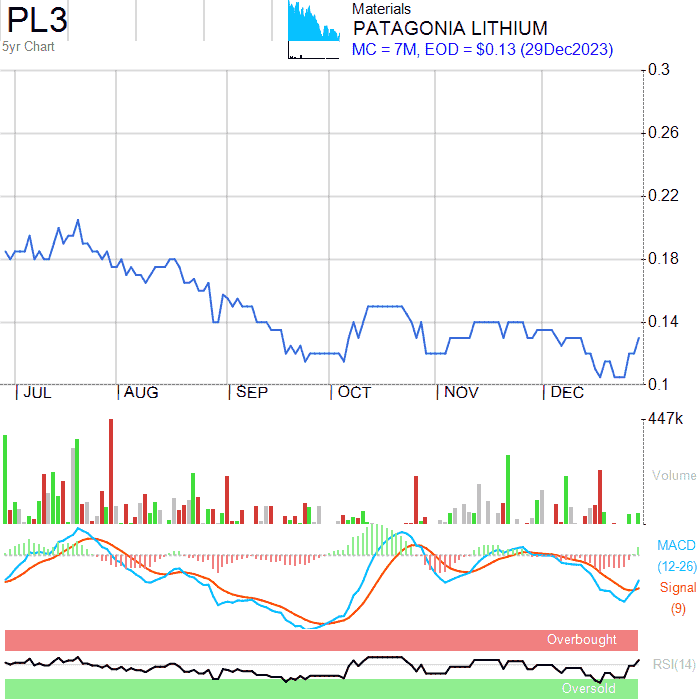 PL3
5yr Chart
Materials
PATAGONIA LITHIUM
MC = 7M, EOD = $0.13 (29Dec2023)
0.3
0.26
0.22
0.18
0.14
0.1
JUL AUG SEP OCT NOV DEC
447k
Volume
MACD
(12-26)
Signal
(9)
Overbought
RSI(14)
Oversold